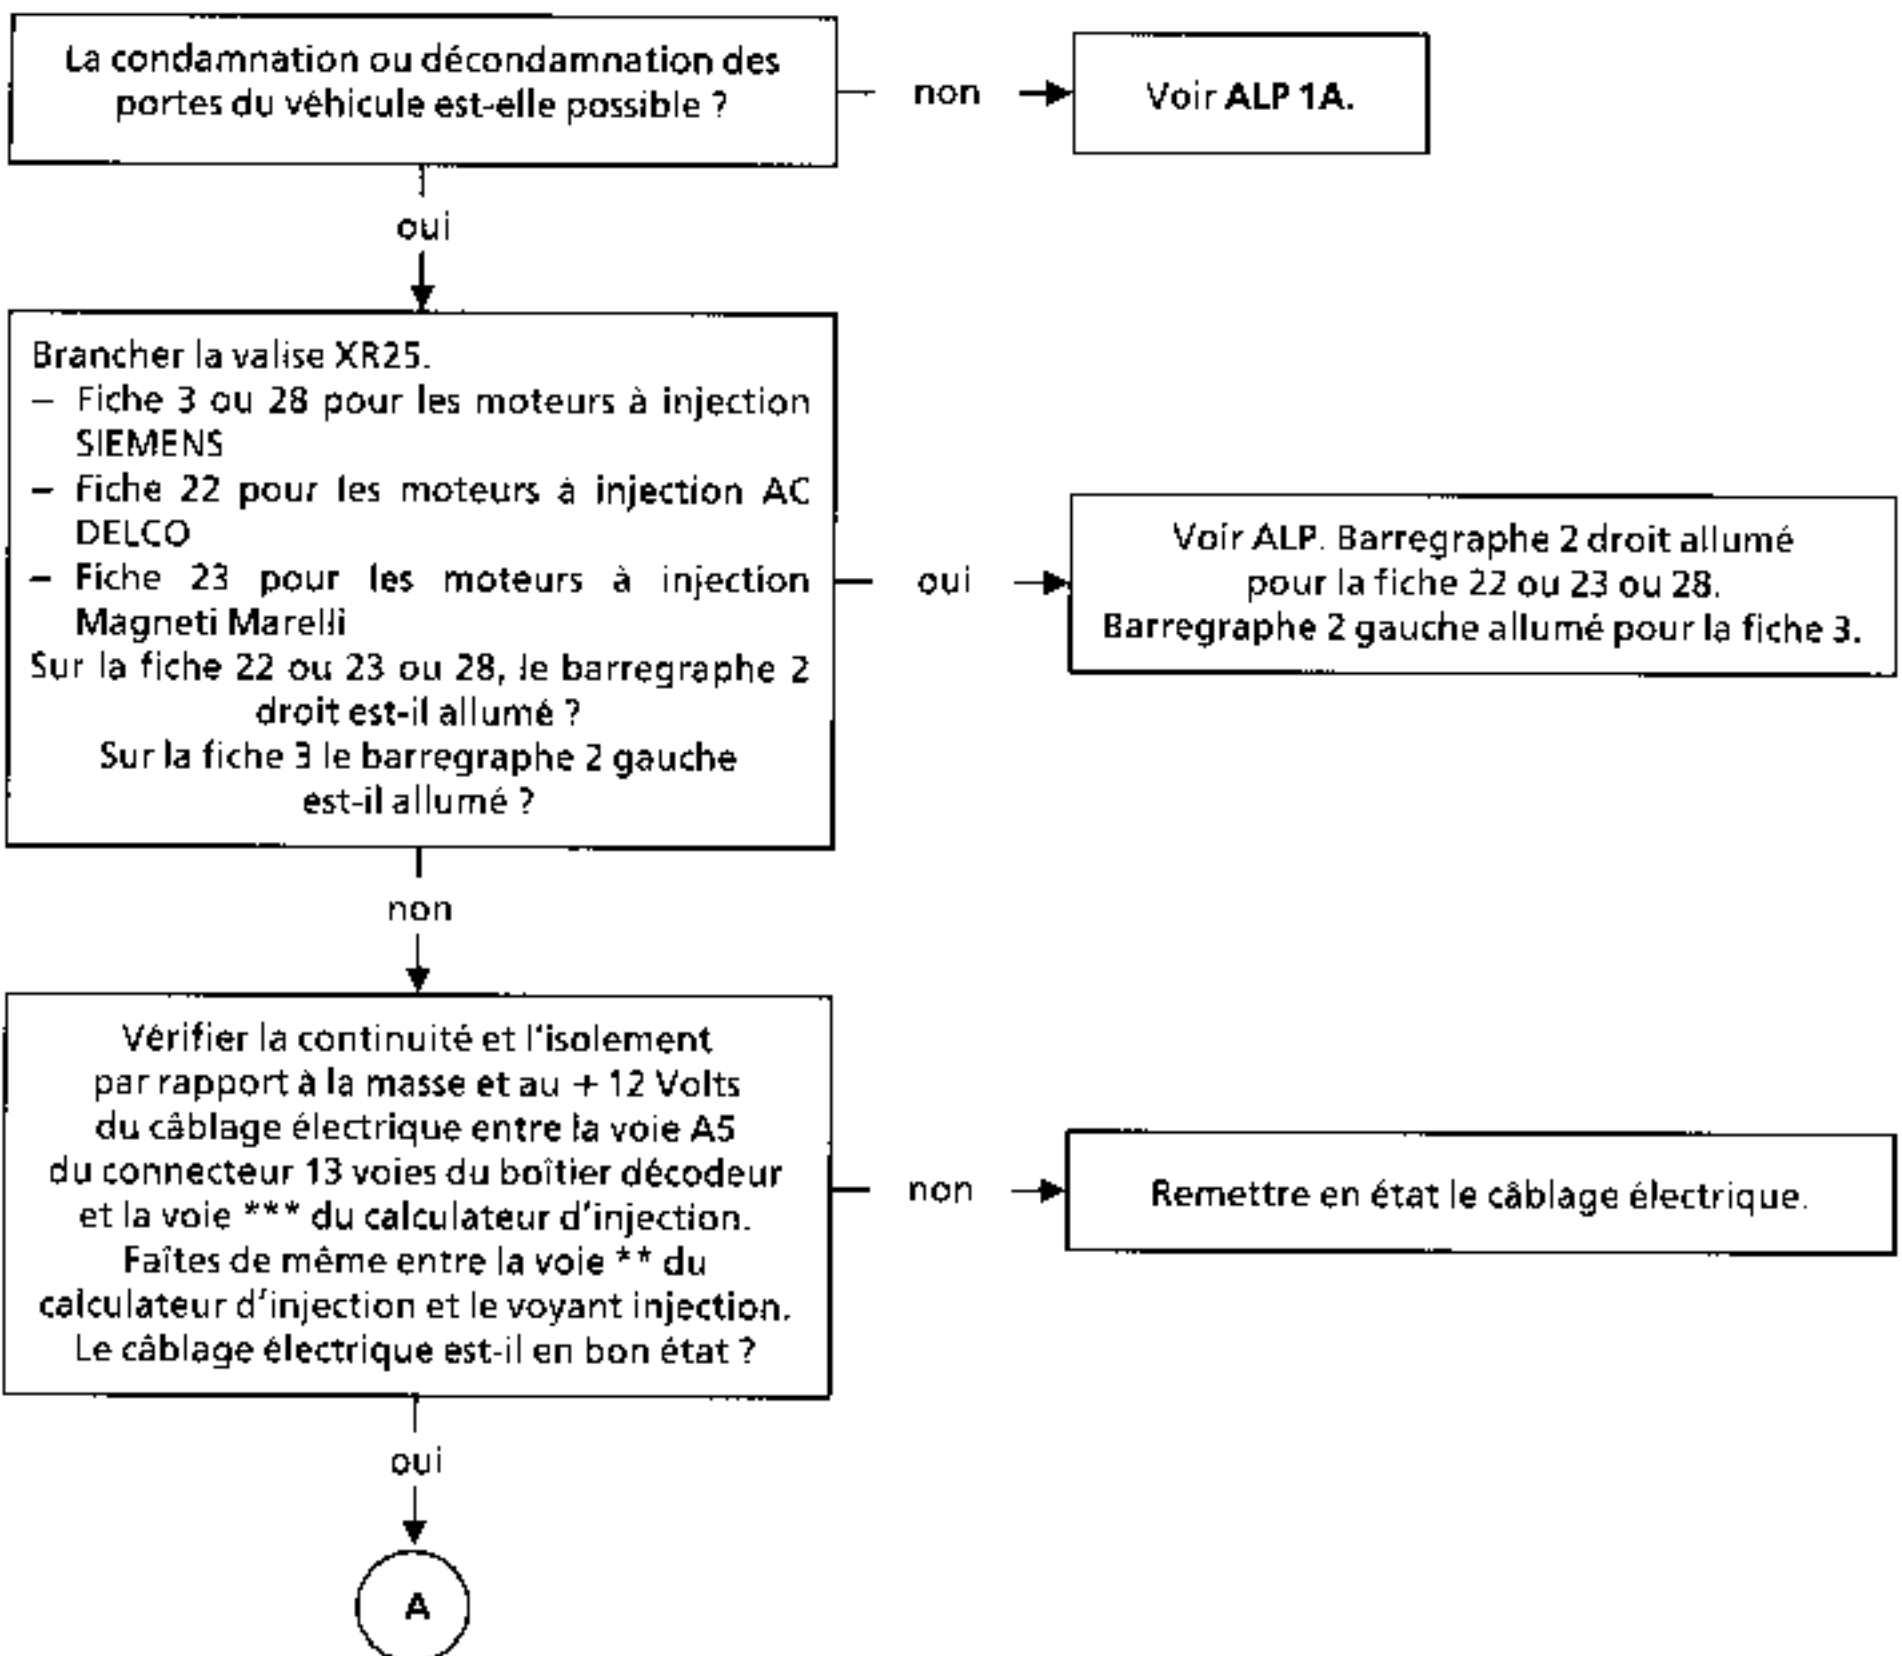 La condamnation ou décondamnation des
portes du véhicule est-elle possible ?
non
Voir ALP 1A.
oui
Brancher la valise XR25.
– Fiche 3 ou 28 pour les moteurs à injection
SIEMENS
– Fiche 22 pour les moteurs à injection AC
DELCO
– Fiche 23 pour les moteurs à injection
Magneti Marelli
Sur la fiche 22 ou 23 ou 28, le barregraphe 2
droit est-il allumé ?
Sur la fiche 3 le barregraphe 2 gauche
est-il allumé ?
oui
Voir ALP. Barregraphe 2 droit allumé
pour la fiche 22 ou 23 ou 28.
Barregraphe 2 gauche allumé pour la fiche 3.
non
Vérifier la continuité et l'isolement
par rapport à la masse et au + 12 Volts
du câblage électrique entre la voie A5
du connecteur 13 voies du boîtier décodeur
et la voie *** du calculateur d'injection.
Faîtes de même entre la voie ** du
calculateur d'injection et le voyant injection.
Le câblage électrique est-il en bon état ?
non
Remettre en état le câblage électrique.
oui
A